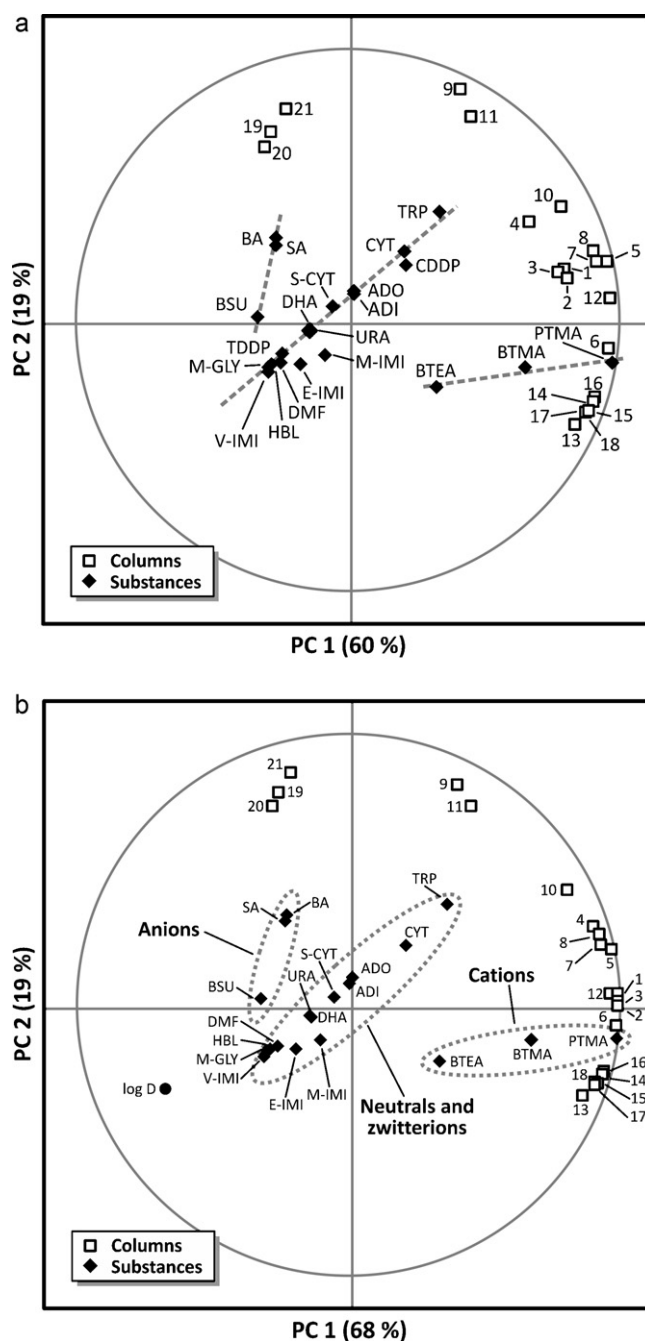 a
21
19
20
9
11
10
4
8
7
5
3
1
2
12
6
TRP
CYT
CDDP
BA
SA
S-CYT
ADO
ADI
BSU
DHA
URA
TDDP
M-IMI
M-GLY
E-IMI
DMF
HBL
V-IMI
PTMA
BTMA
BTEA
14
16
17
15
18
13
Columns
Substances
PC 2 (19 %)
PC 1 (60 %)
b
21
19
20
9
11
10
4
8
7
5
12
1
3
2
6
TRP
SA
BA
Anions
CYT
S-CYT
ADO
ADI
Cations
BSU
URA
DHA
DMF
HBL
M-GLY
V-IMI
E-IMI
M-IMI
BTEA
BTMA
PTMA
log D
Neutrals and
zwitterions
16
18
14
15
13
17
Columns
Substances
PC 2 (19 %)
PC 1 (68 %)